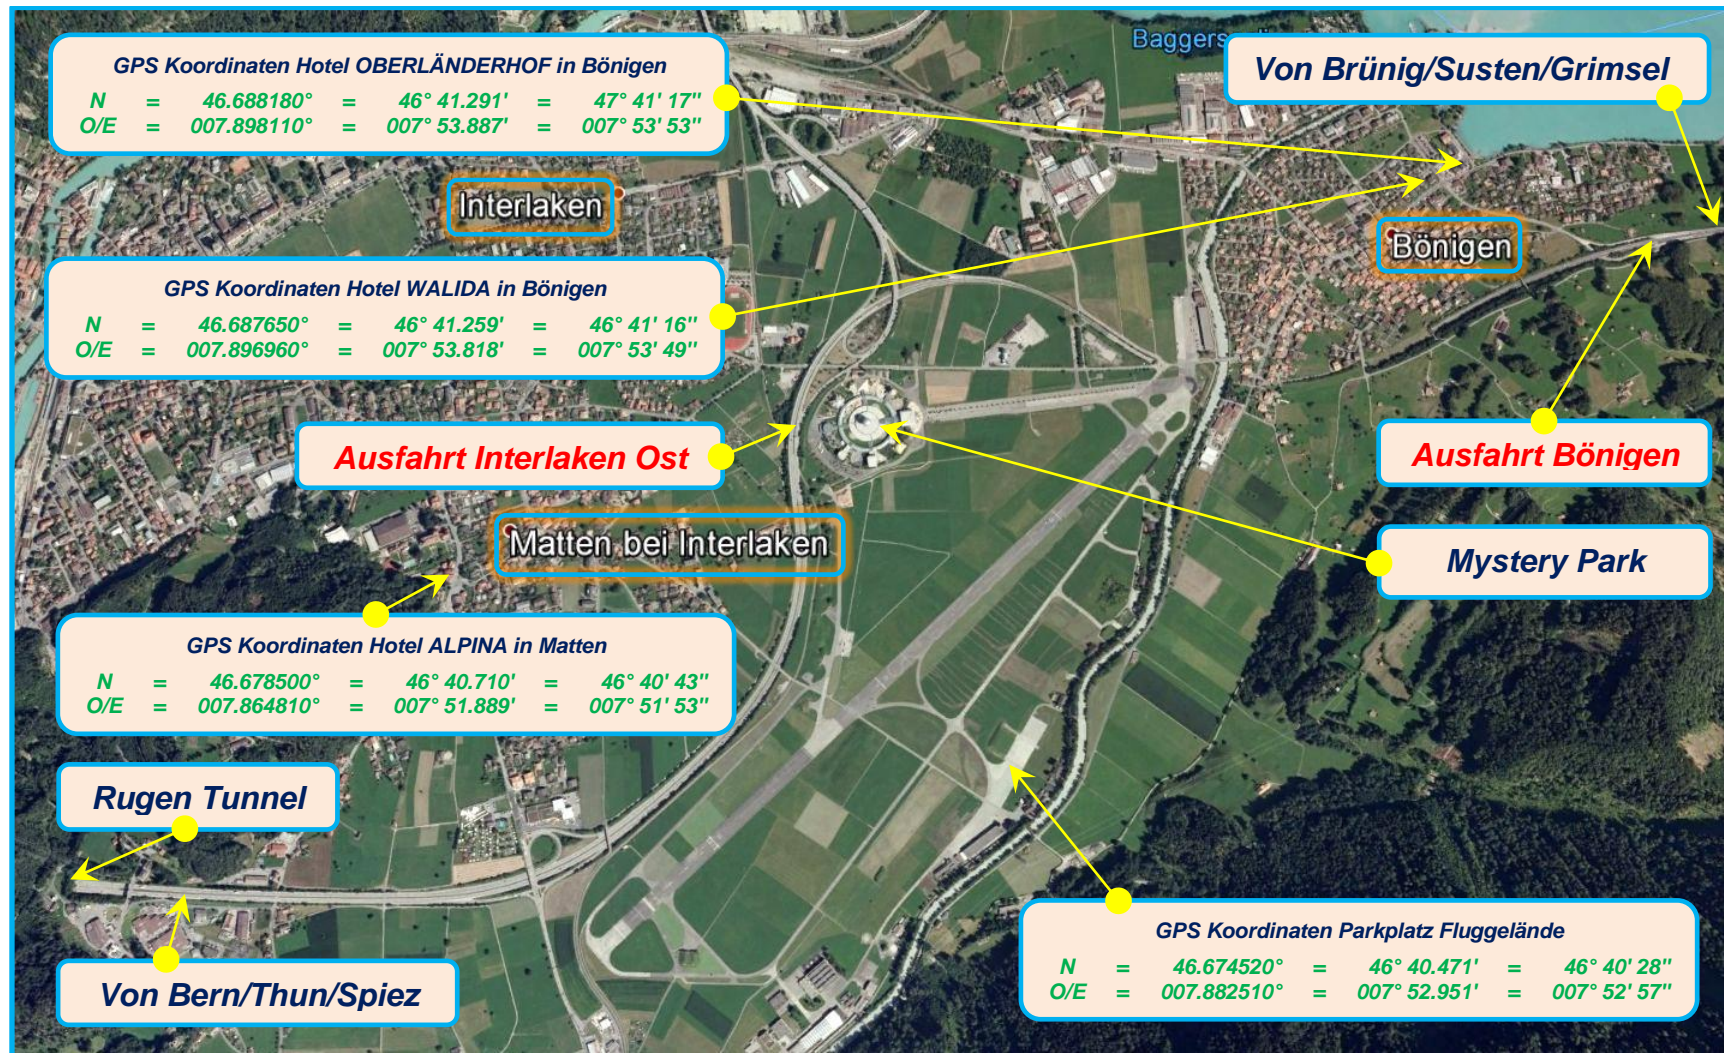 Baggers
GPS Koordinaten Hotel OBERLÄNDERHOF in Bönigen
N = 46.688180° = 46° 41.291' = 47° 41' 17"
O/E = 007.898110° = 007° 53.887' = 007° 53' 53"
Von Brünig/Susten/Grimsel
Interlaken
Bönigen
GPS Koordinaten Hotel WALIDA in Bönigen
N = 46.687650° = 46° 41.259' = 46° 41' 16"
O/E = 007.896960° = 007° 53.818' = 007° 53' 49"
Ausfahrt Interlaken Ost
Ausfahrt Bönigen
Matten bei Interlaken
Mystery Park
GPS Koordinaten Hotel ALPINA in Matten
N = 46.678500° = 46° 40.710' = 46° 40' 43"
O/E = 007.864810° = 007° 51.889' = 007° 51' 53"
Rugen Tunnel
Von Bern/Thun/Spiez
GPS Koordinaten Parkplatz Fluggelände
N = 46.674520° = 46° 40.471' = 46° 40' 28"
O/E = 007.882510° = 007° 52.951' = 007° 52' 57"